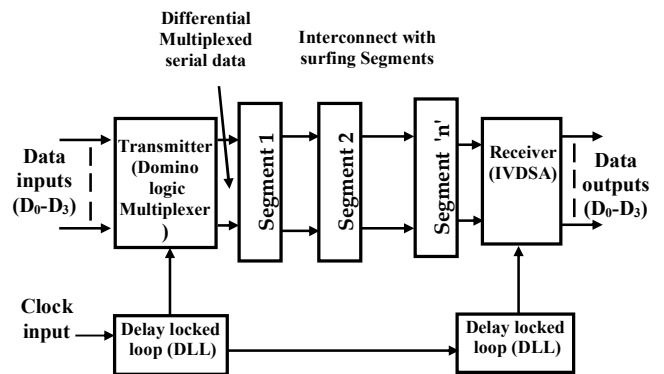 Differential
Multiplexed
serial data
Interconnect with
surfing Segments
Data
inputs
(D₀-D₃)
Transmitter
(Domino
logic
Multiplexer
)
Segment 1
Segment 2
Segment 'n'
Receiver
(IVDSA)
Data
outputs
(D₀-D₃)
Clock
input
Delay locked
loop (DLL)
Delay locked
loop (DLL)